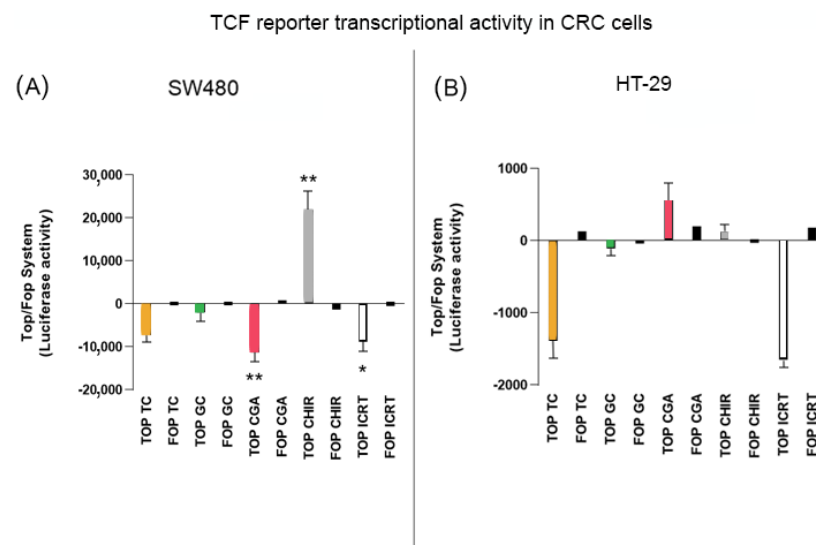 TCF reporter transcriptional activity in CRC cells
(A)
SW480
Top/Fop System
(Luciferase activity)
30,000
20,000
10,000
0
-10,000
-20,000
**
**
*
TOP TC
FOP TC
TOP GC
FOP GC
TOP CGA
FOP CGA
TOP CHIR
FOP CHIR
TOP ICRT
FOP ICRT
(B)
HT-29
Top/Fop System
(Luciferase activity)
1000
0
-1000
-2000
TOP TC
FOP TC
TOP GC
FOP GC
TOP CGA
FOP CGA
TOP CHIR
FOP CHIR
TOP ICRT
FOP ICRT